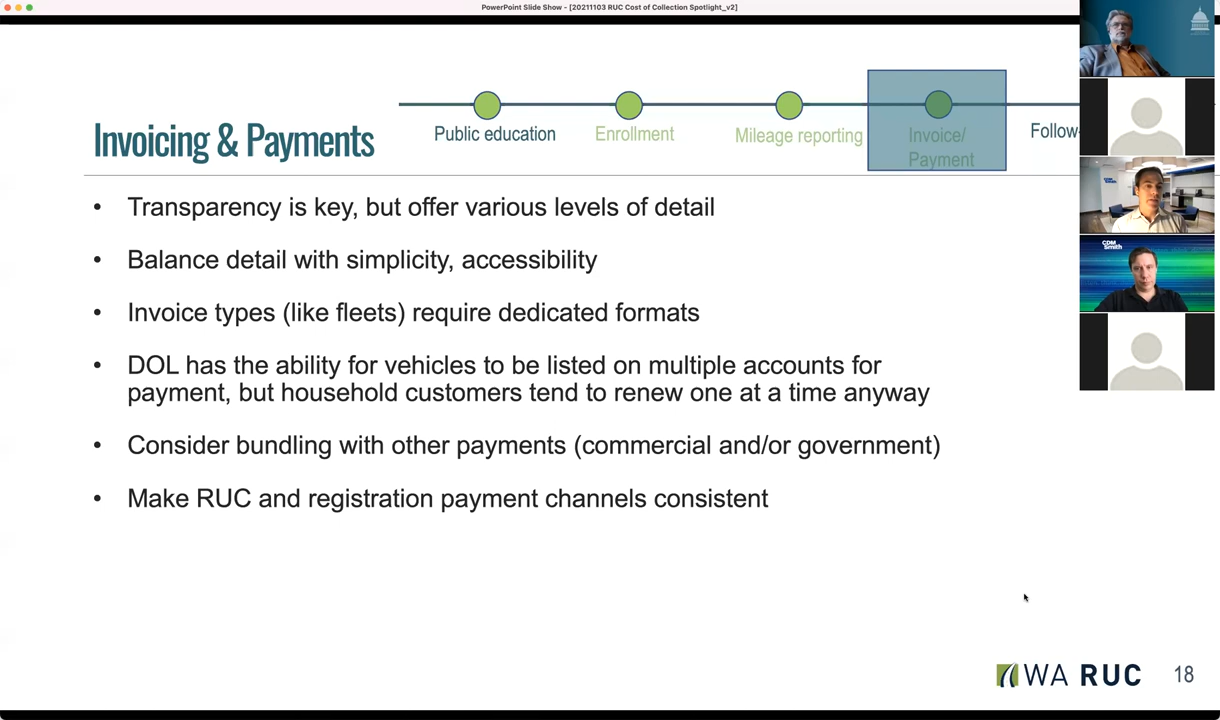 PowerPoint Slide Show - [20211103 RUC Cost of Collection Spotlight_v2]
Invoicing & Payments
Public education
Enrollment
Mileage reporting
Invoice/
Payment
Follow-
• Transparency is key, but offer various levels of detail
• Balance detail with simplicity, accessibility
• Invoice types (like fleets) require dedicated formats
• DOL has the ability for vehicles to be listed on multiple accounts for
payment, but household customers tend to renew one at a time anyway
• Consider bundling with other payments (commercial and/or government)
• Make RUC and registration payment channels consistent
CDM
Smith
WA RUC
18